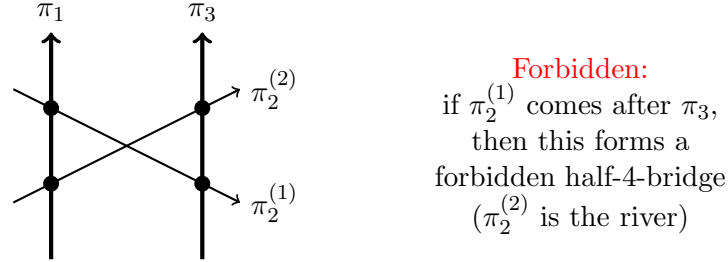 π₁ π₃
π₂⁽²⁾
π₂⁽¹⁾
Forbidden:
if π₂⁽¹⁾ comes after π₃,
then this forms a
forbidden half-4-bridge
(π₂⁽²⁾ is the river)